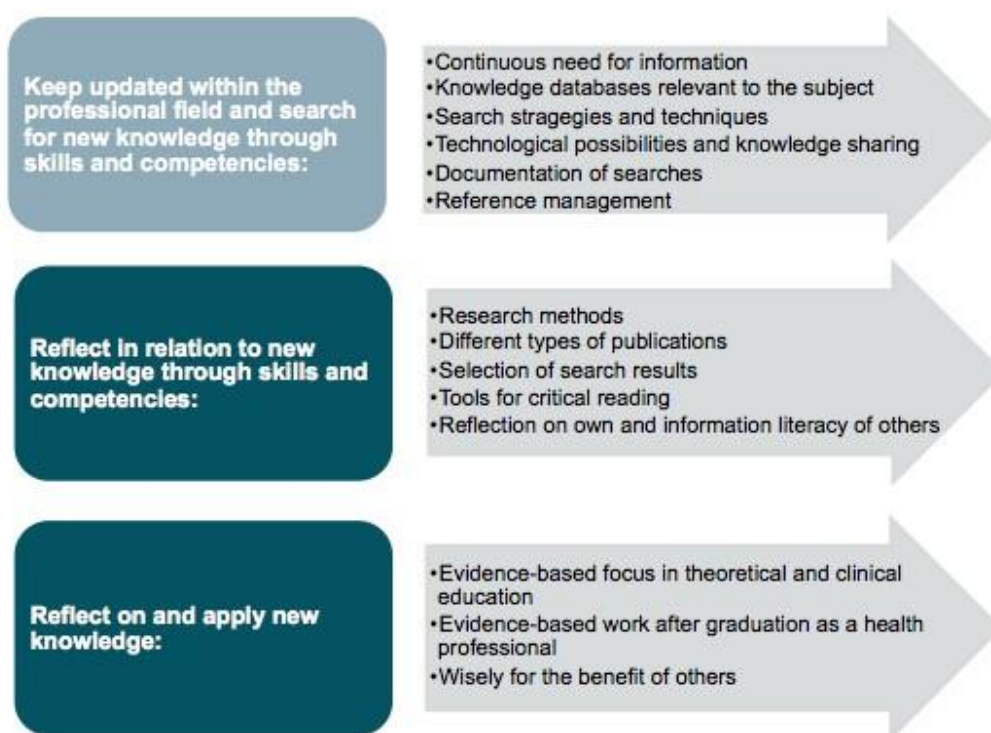 Keep updated within the
professional field and search
for new knowledge through
skills and competencies:
•Continuous need for information
•Knowledge databases relevant to the subject
•Search stragegies and techniques
•Technological possibilities and knowledge sharing
•Documentation of searches
•Reference management
Reflect in relation to new
knowledge through skills and
competencies:
•Research methods
•Different types of publications
•Selection of search results
•Tools for critical reading
•Reflection on own and information literacy of others
Reflect on and apply new
knowledge:
•Evidence-based focus in theoretical and clinical
education
•Evidence-based work after graduation as a health
professional
•Wisely for the benefit of others